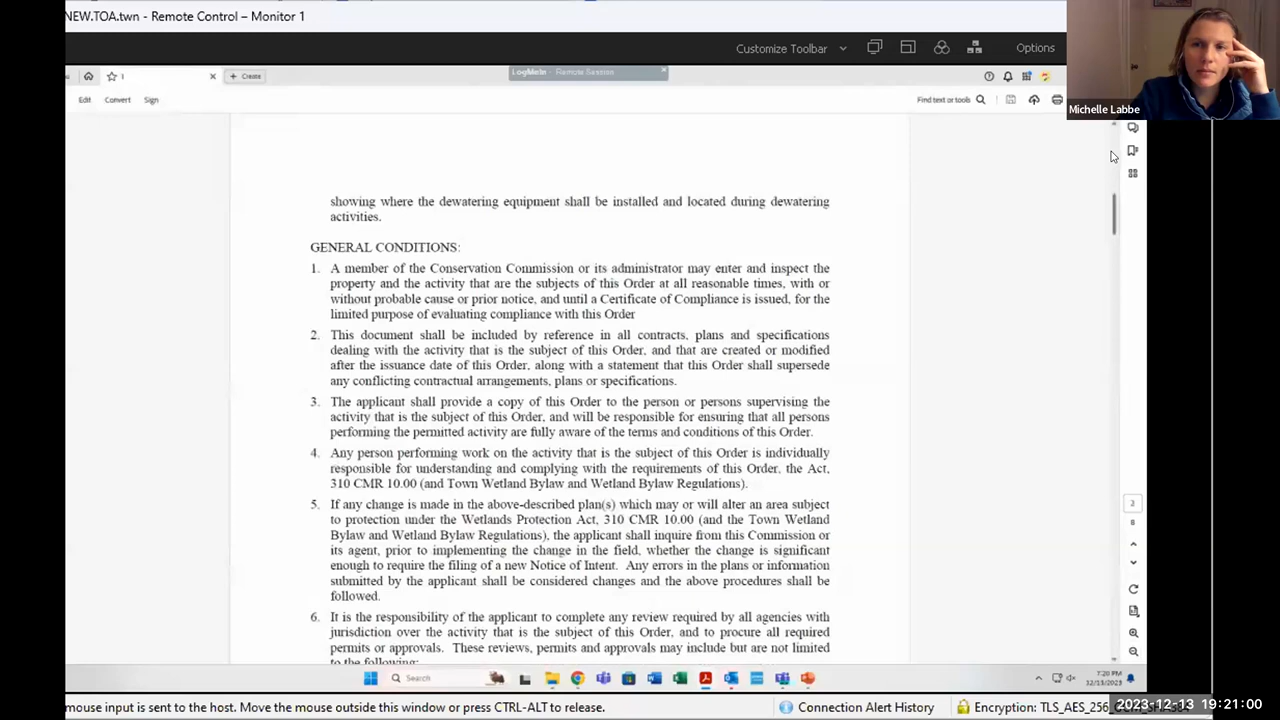 NEW.TOA.twn - Remote Control – Monitor 1
Customize Toolbar
Options
1
Create
LogMeIn - Remote Session
Edit Convert Sign
Find text or tools
Michelle Labbe
showing where the dewatering equipment shall be installed and located during dewatering
activities.
GENERAL CONDITIONS:
1. A member of the Conservation Commission or its administrator may enter and inspect the
property and the activity that are the subjects of this Order at all reasonable times, with or
without probable cause or prior notice, and until a Certificate of Compliance is issued, for the
limited purpose of evaluating compliance with this Order
2. This document shall be included by reference in all contracts, plans and specifications
dealing with the activity that is the subject of this Order, and that are created or modified
after the issuance date of this Order, along with a statement that this Order shall supersede
any conflicting contractual arrangements, plans or specifications.
3. The applicant shall provide a copy of this Order to the person or persons supervising the
activity that is the subject of this Order, and will be responsible for ensuring that all persons
performing the permitted activity are fully aware of the terms and conditions of this Order.
4. Any person performing work on the activity that is the subject of this Order is individually
responsible for understanding and complying with the requirements of this Order, the Act,
310 CMR 10.00 (and Town Wetland Bylaw and Wetland Bylaw Regulations).
5. If any change is made in the above-described plan(s) which may or will alter an area subject
to protection under the Wetlands Protection Act, 310 CMR 10.00 (and the Town Wetland
Bylaw and Wetland Bylaw Regulations), the applicant shall inquire from this Commission or
its agent, prior to implementing the change in the field, whether the change is significant
enough to require the filing of a new Notice of Intent. Any errors in the plans or information
submitted by the applicant shall be considered changes and the above procedures shall be
followed.
6. It is the responsibility of the applicant to complete any review required by all agencies with
jurisdiction over the activity that is the subject of this Order, and to procure all required
permits or approvals. These reviews, permits and approvals may include but are not limited
to the following:
2
8
Search
7:20 PM
12/13/2023
mouse input is sent to the host. Move the mouse outside this window or press CTRL-ALT to release.
Connection Alert History
Encryption: TLS_AES_256_
2023-12-13 19:21:00